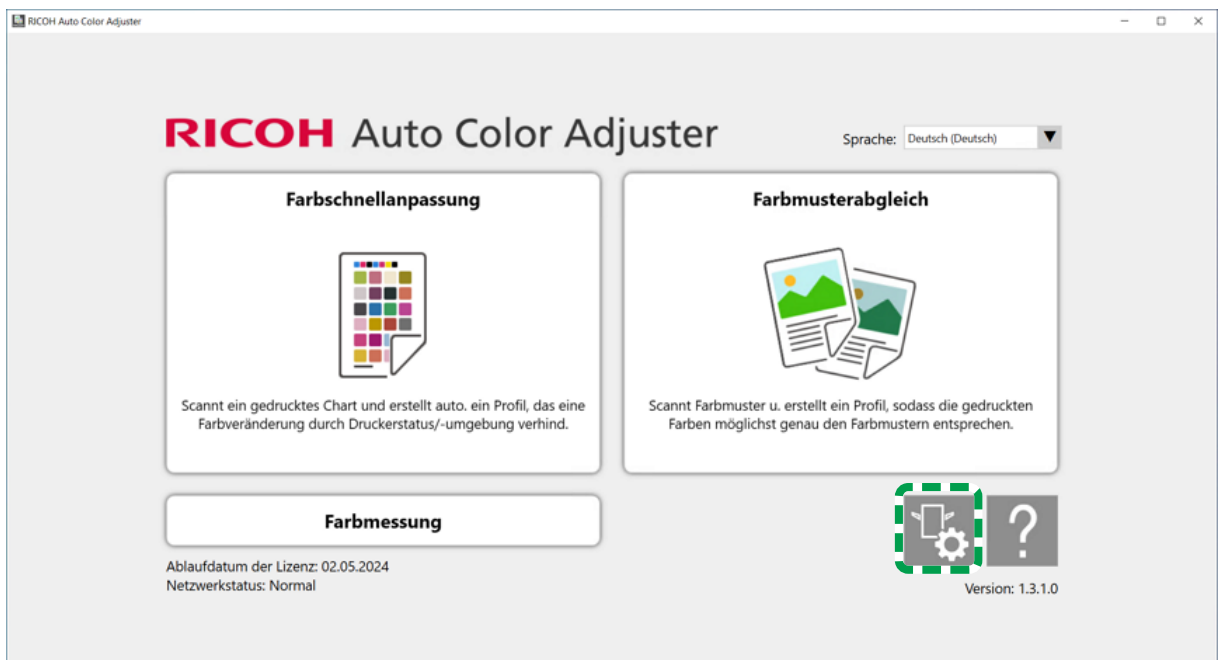 RICOH Auto Color Adjuster
RICOH Auto Color Adjuster
Sprache: Deutsch (Deutsch)
Farbschnellanpassung
Scannt ein gedrucktes Chart und erstellt auto. ein Profil, das eine
Farbveränderung durch Druckerstatus/-umgebung verhind.
Farbmusterabgleich
Scannt Farbmuster u. erstellt ein Profil, sodass die gedruckten
Farben möglichst genau den Farbmustern entsprechen.
Farbmessung
?
Ablaufdatum der Lizenz: 02.05.2024
Netzwerkstatus: Normal
Version: 1.3.1.0